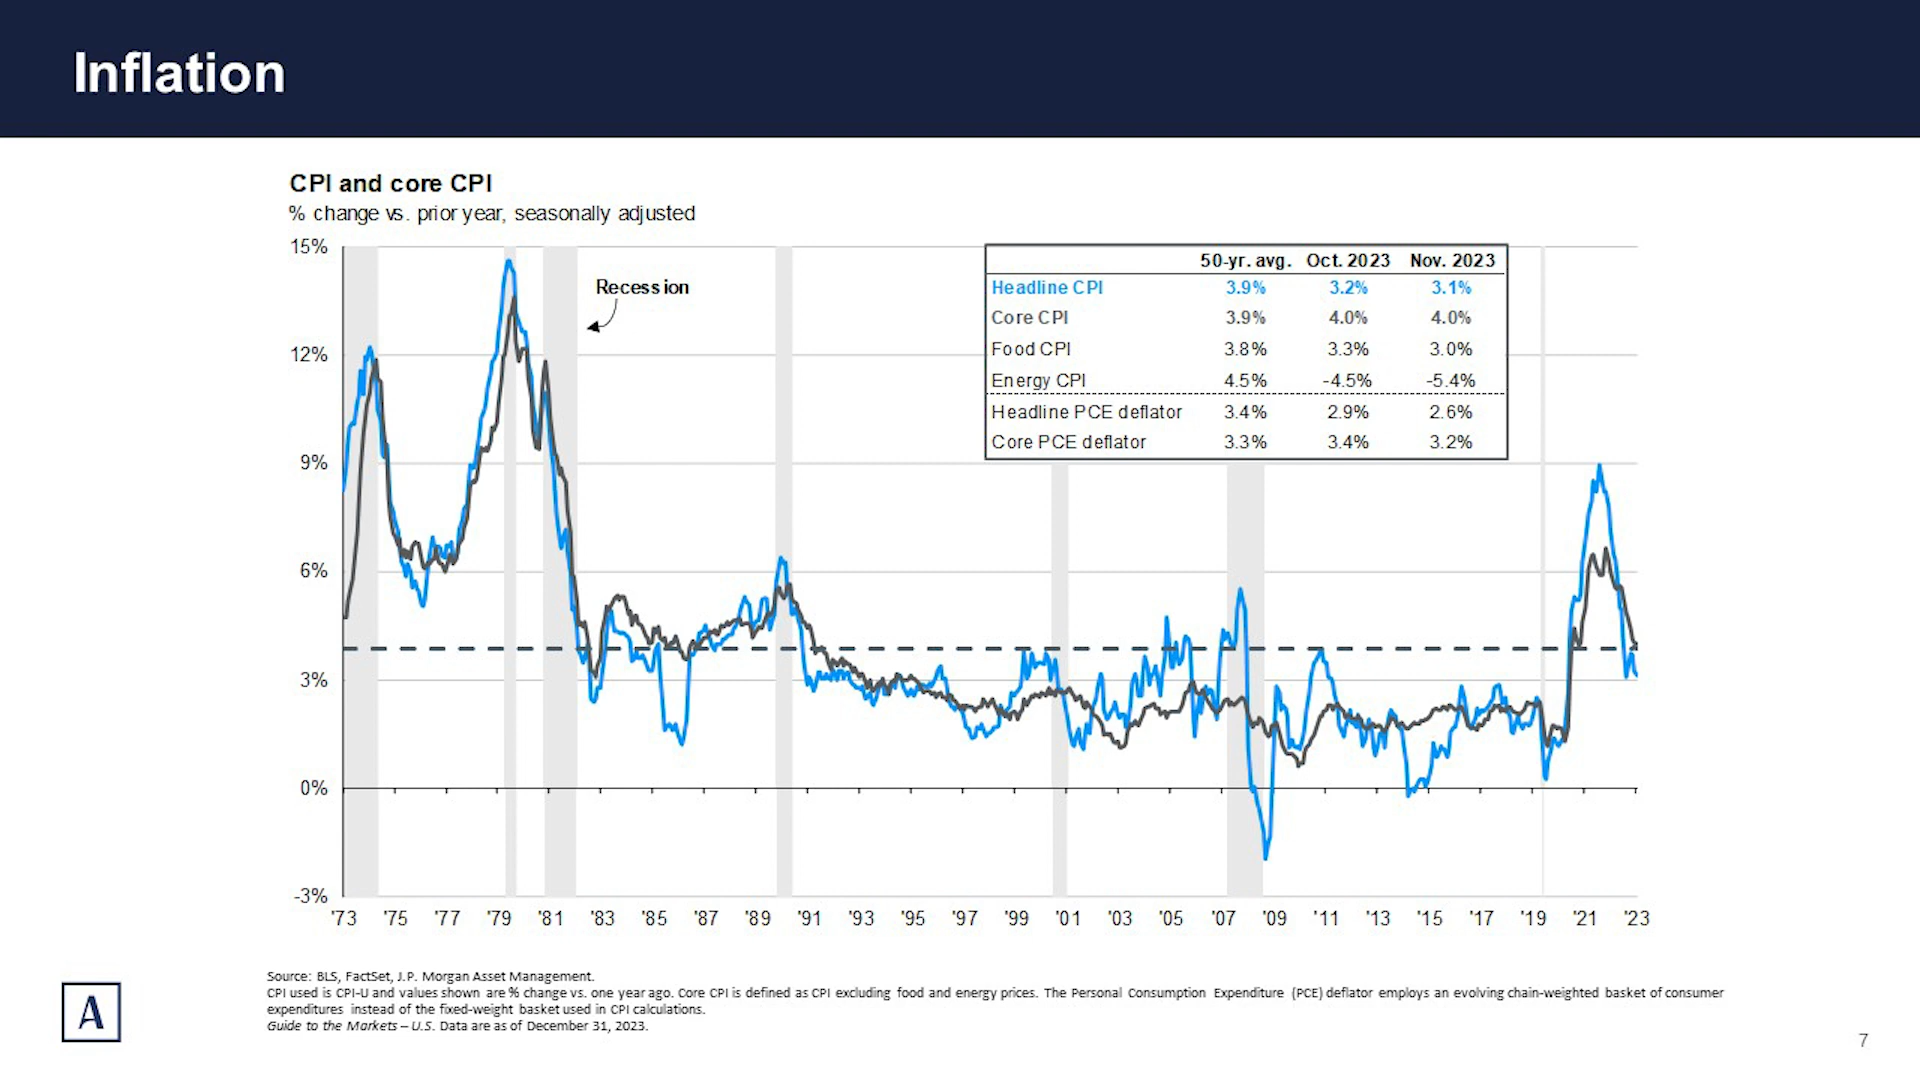 Inflation
CPI and core CPI
% change vs. prior year, seasonally adjusted
15%
12%
9%
6%
3%
0%
-3%
Recession
50-yr. avg. Oct. 2023 Nov. 2023
Headline CPI 3.9% 3.2% 3.1%
Core CPI 3.9% 4.0% 4.0%
Food CPI 3.8% 3.3% 3.0%
Energy CPI 4.5% -4.5% -5.4%
Headline PCE deflator 3.4% 2.9% 2.6%
Core PCE deflator 3.3% 3.4% 3.2%
'73 '75 '77 '79 '81 '83 '85 '87 '89 '91 '93 '95 '97 '99 '01 '03 '05 '07 '09 '11 '13 '15 '17 '19 '21 '23
Source: BLS, FactSet, J.P. Morgan Asset Management.
CPI used is CPI-U and values shown are % change vs. one year ago. Core CPI is defined as CPI excluding food and energy prices. The Personal Consumption Expenditure (PCE) deflator employs an evolving chain-weighted basket of consumer
expenditures instead of the fixed-weight basket used in CPI calculations.
Guide to the Markets – U.S. Data are as of December 31, 2023.
A
7